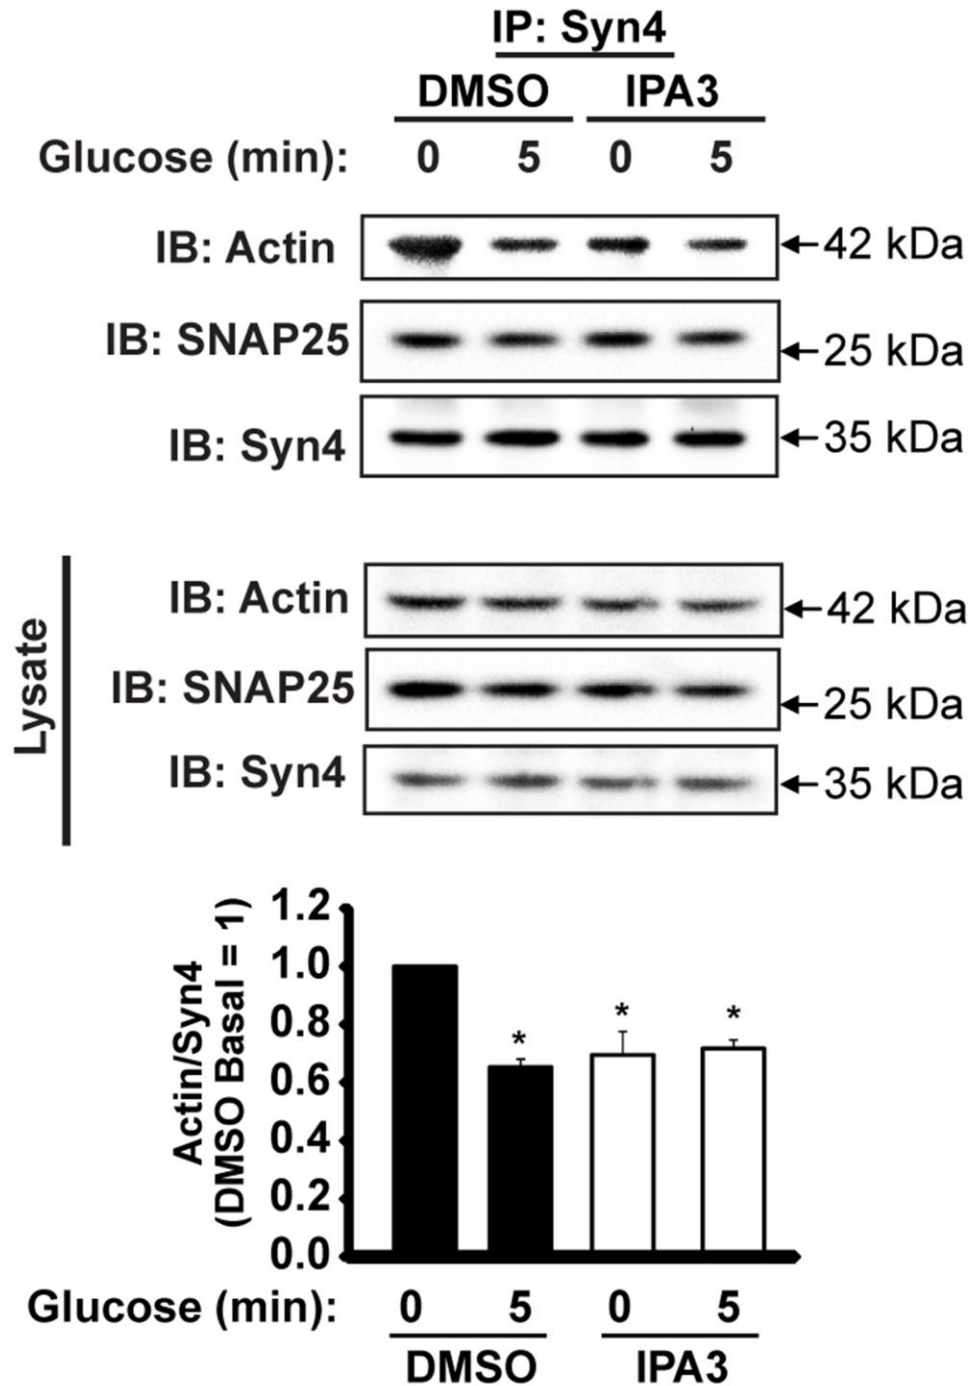 IP: Syn4
DMSO IPA3
Glucose (min): 0 5 0 5
IB: Actin 42 kDa
IB: SNAP25 25 kDa
IB: Syn4 35 kDa
Lysate
IB: Actin 42 kDa
IB: SNAP25 25 kDa
IB: Syn4 35 kDa
Actin/Syn4
(DMSO Basal = 1)
1.2
1.0
0.8
0.6
0.4
0.2
0.0
* * *
Glucose (min): 0 5 0 5
DMSO IPA3